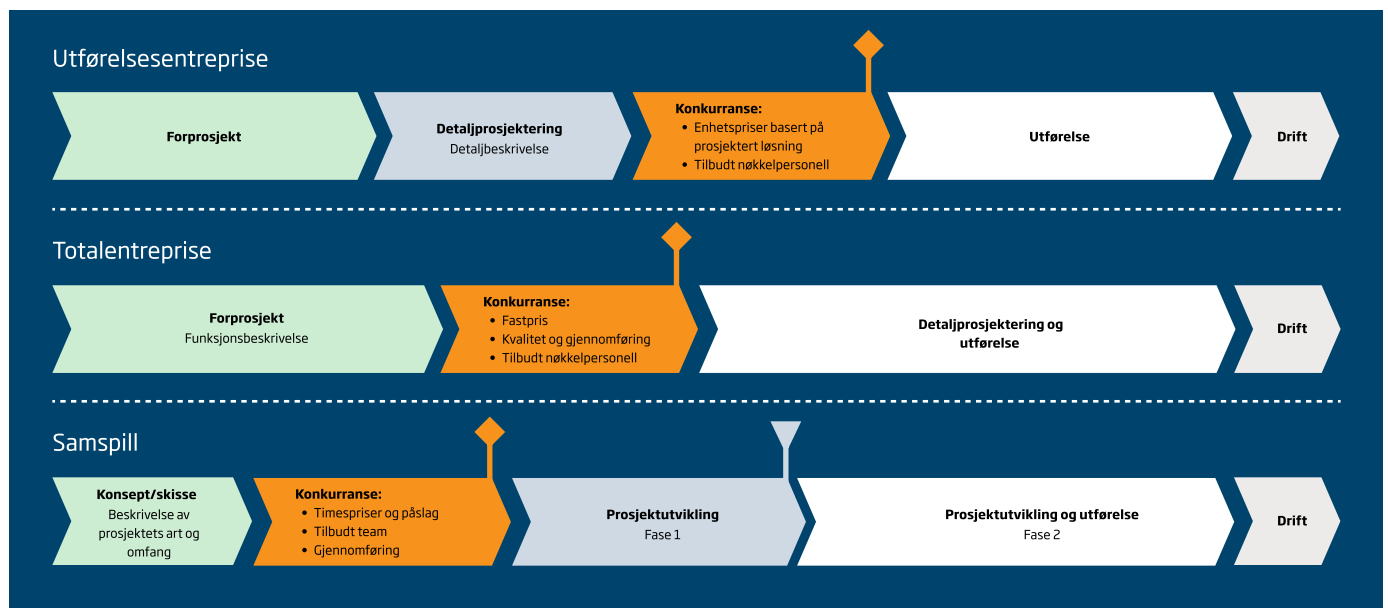 Utførelsesentreprise
Forprosjekt
Detaljprosjektering
Detaljbeskrivelse
Konkurranse:
• Enhetspriser basert på
prosjektert løsning
• Tilbudt nøkkelpersonell
Utførelse
Drift
Totalentreprise
Forprosjekt
Funksjonsbeskrivelse
Konkurranse:
• Fastpris
• Kvalitet og gjennomføring
• Tilbudt nøkkelpersonell
Detaljprosjektering og
utførelse
Drift
Samspill
Konsept/skisse
Beskrivelse av
prosjektets art og
omfang
Konkurranse:
• Timespriser og påslag
• Tilbudt team
• Gjennomføring
Prosjektutvikling
Fase 1
Prosjektutvikling og utførelse
Fase 2
Drift